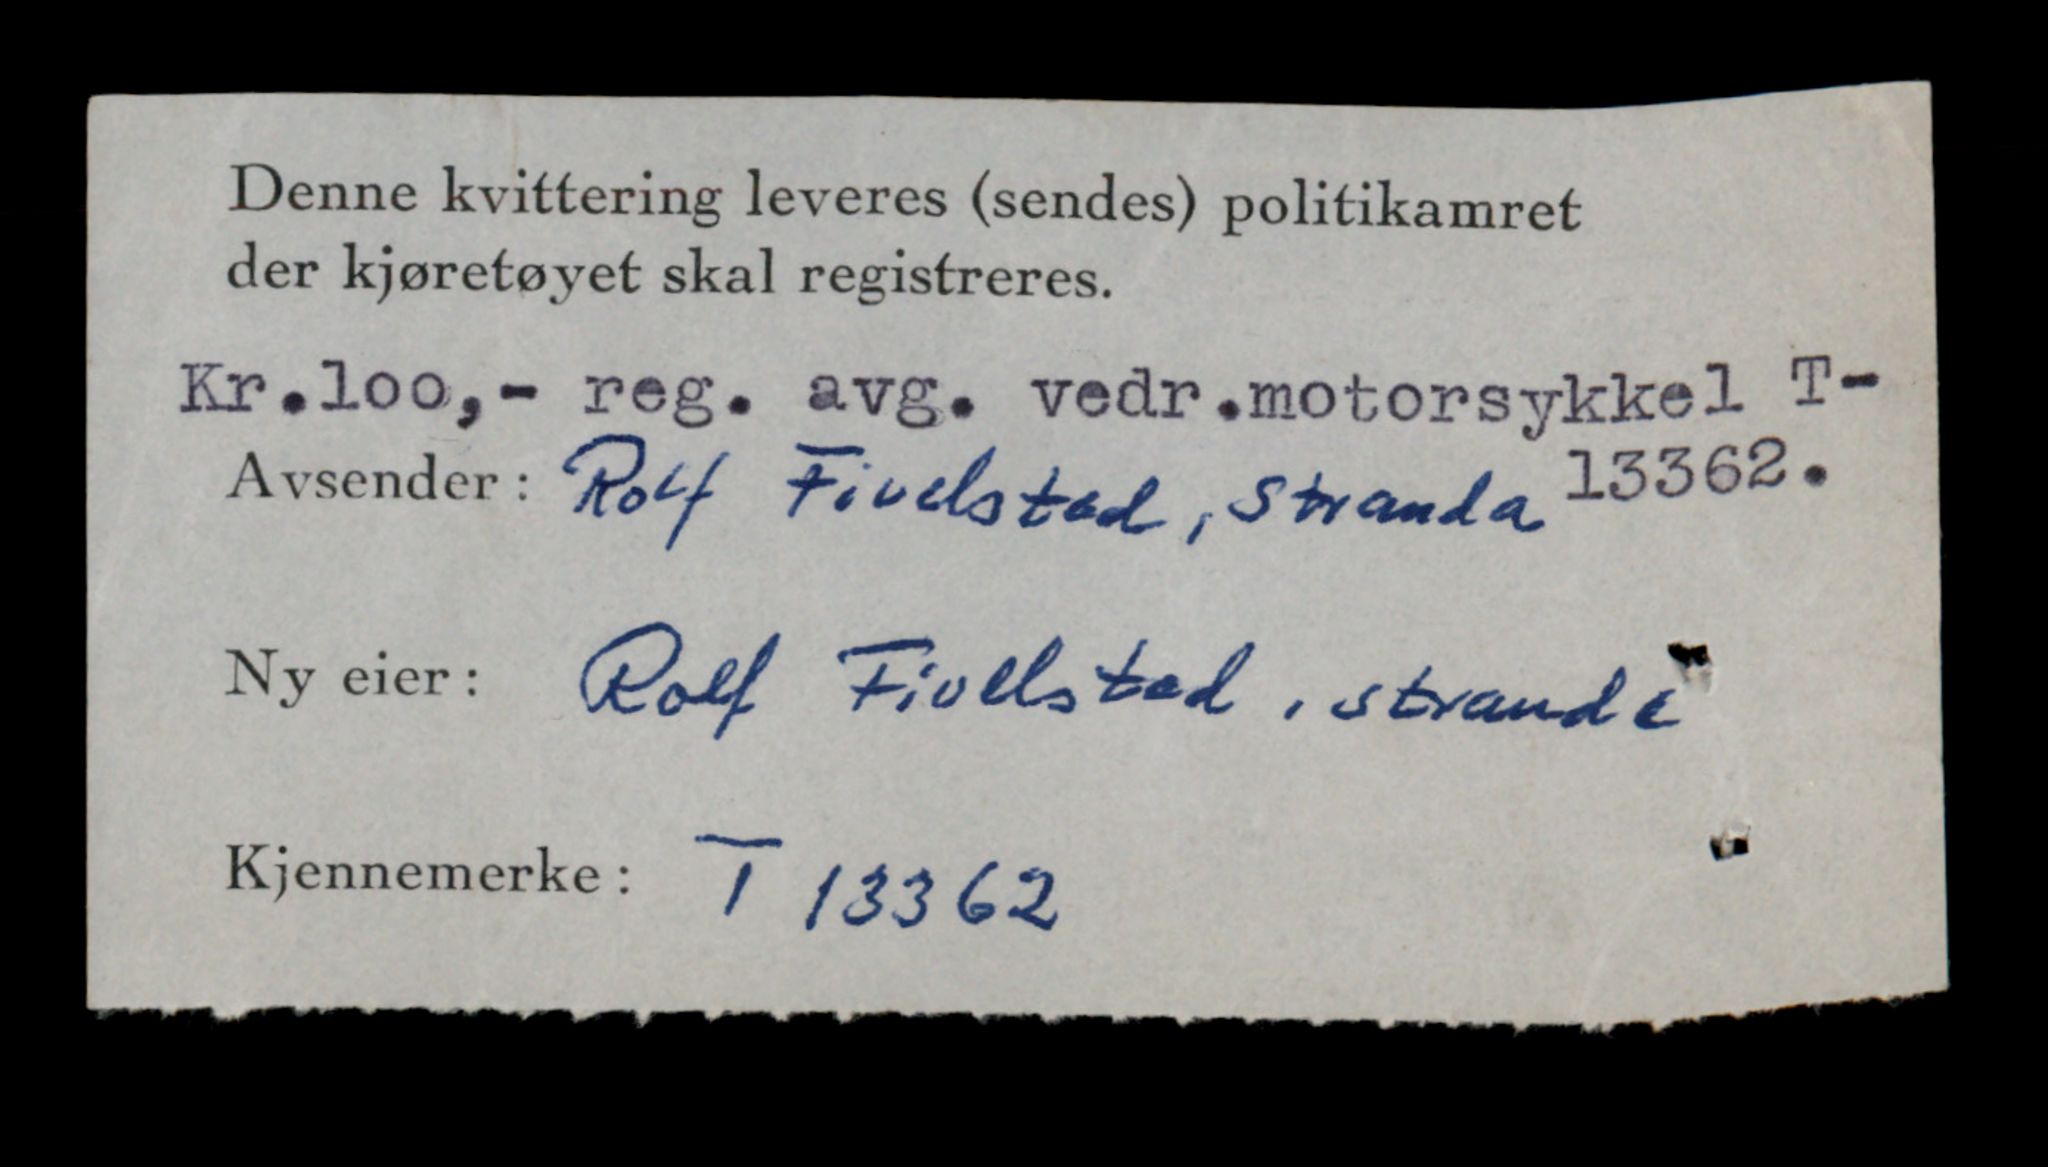 Denne kvittering leveres (sendes) politikamret
der kjøretøyet skal registreres.
Kr.loo,- reg. avg. vedr.motorsykkel T-
13362.
Avsender: Rolf Fivelstad, Stranda
Ny eier: Rolf Fivelstad, stranda
Kjennemerke: T 13362